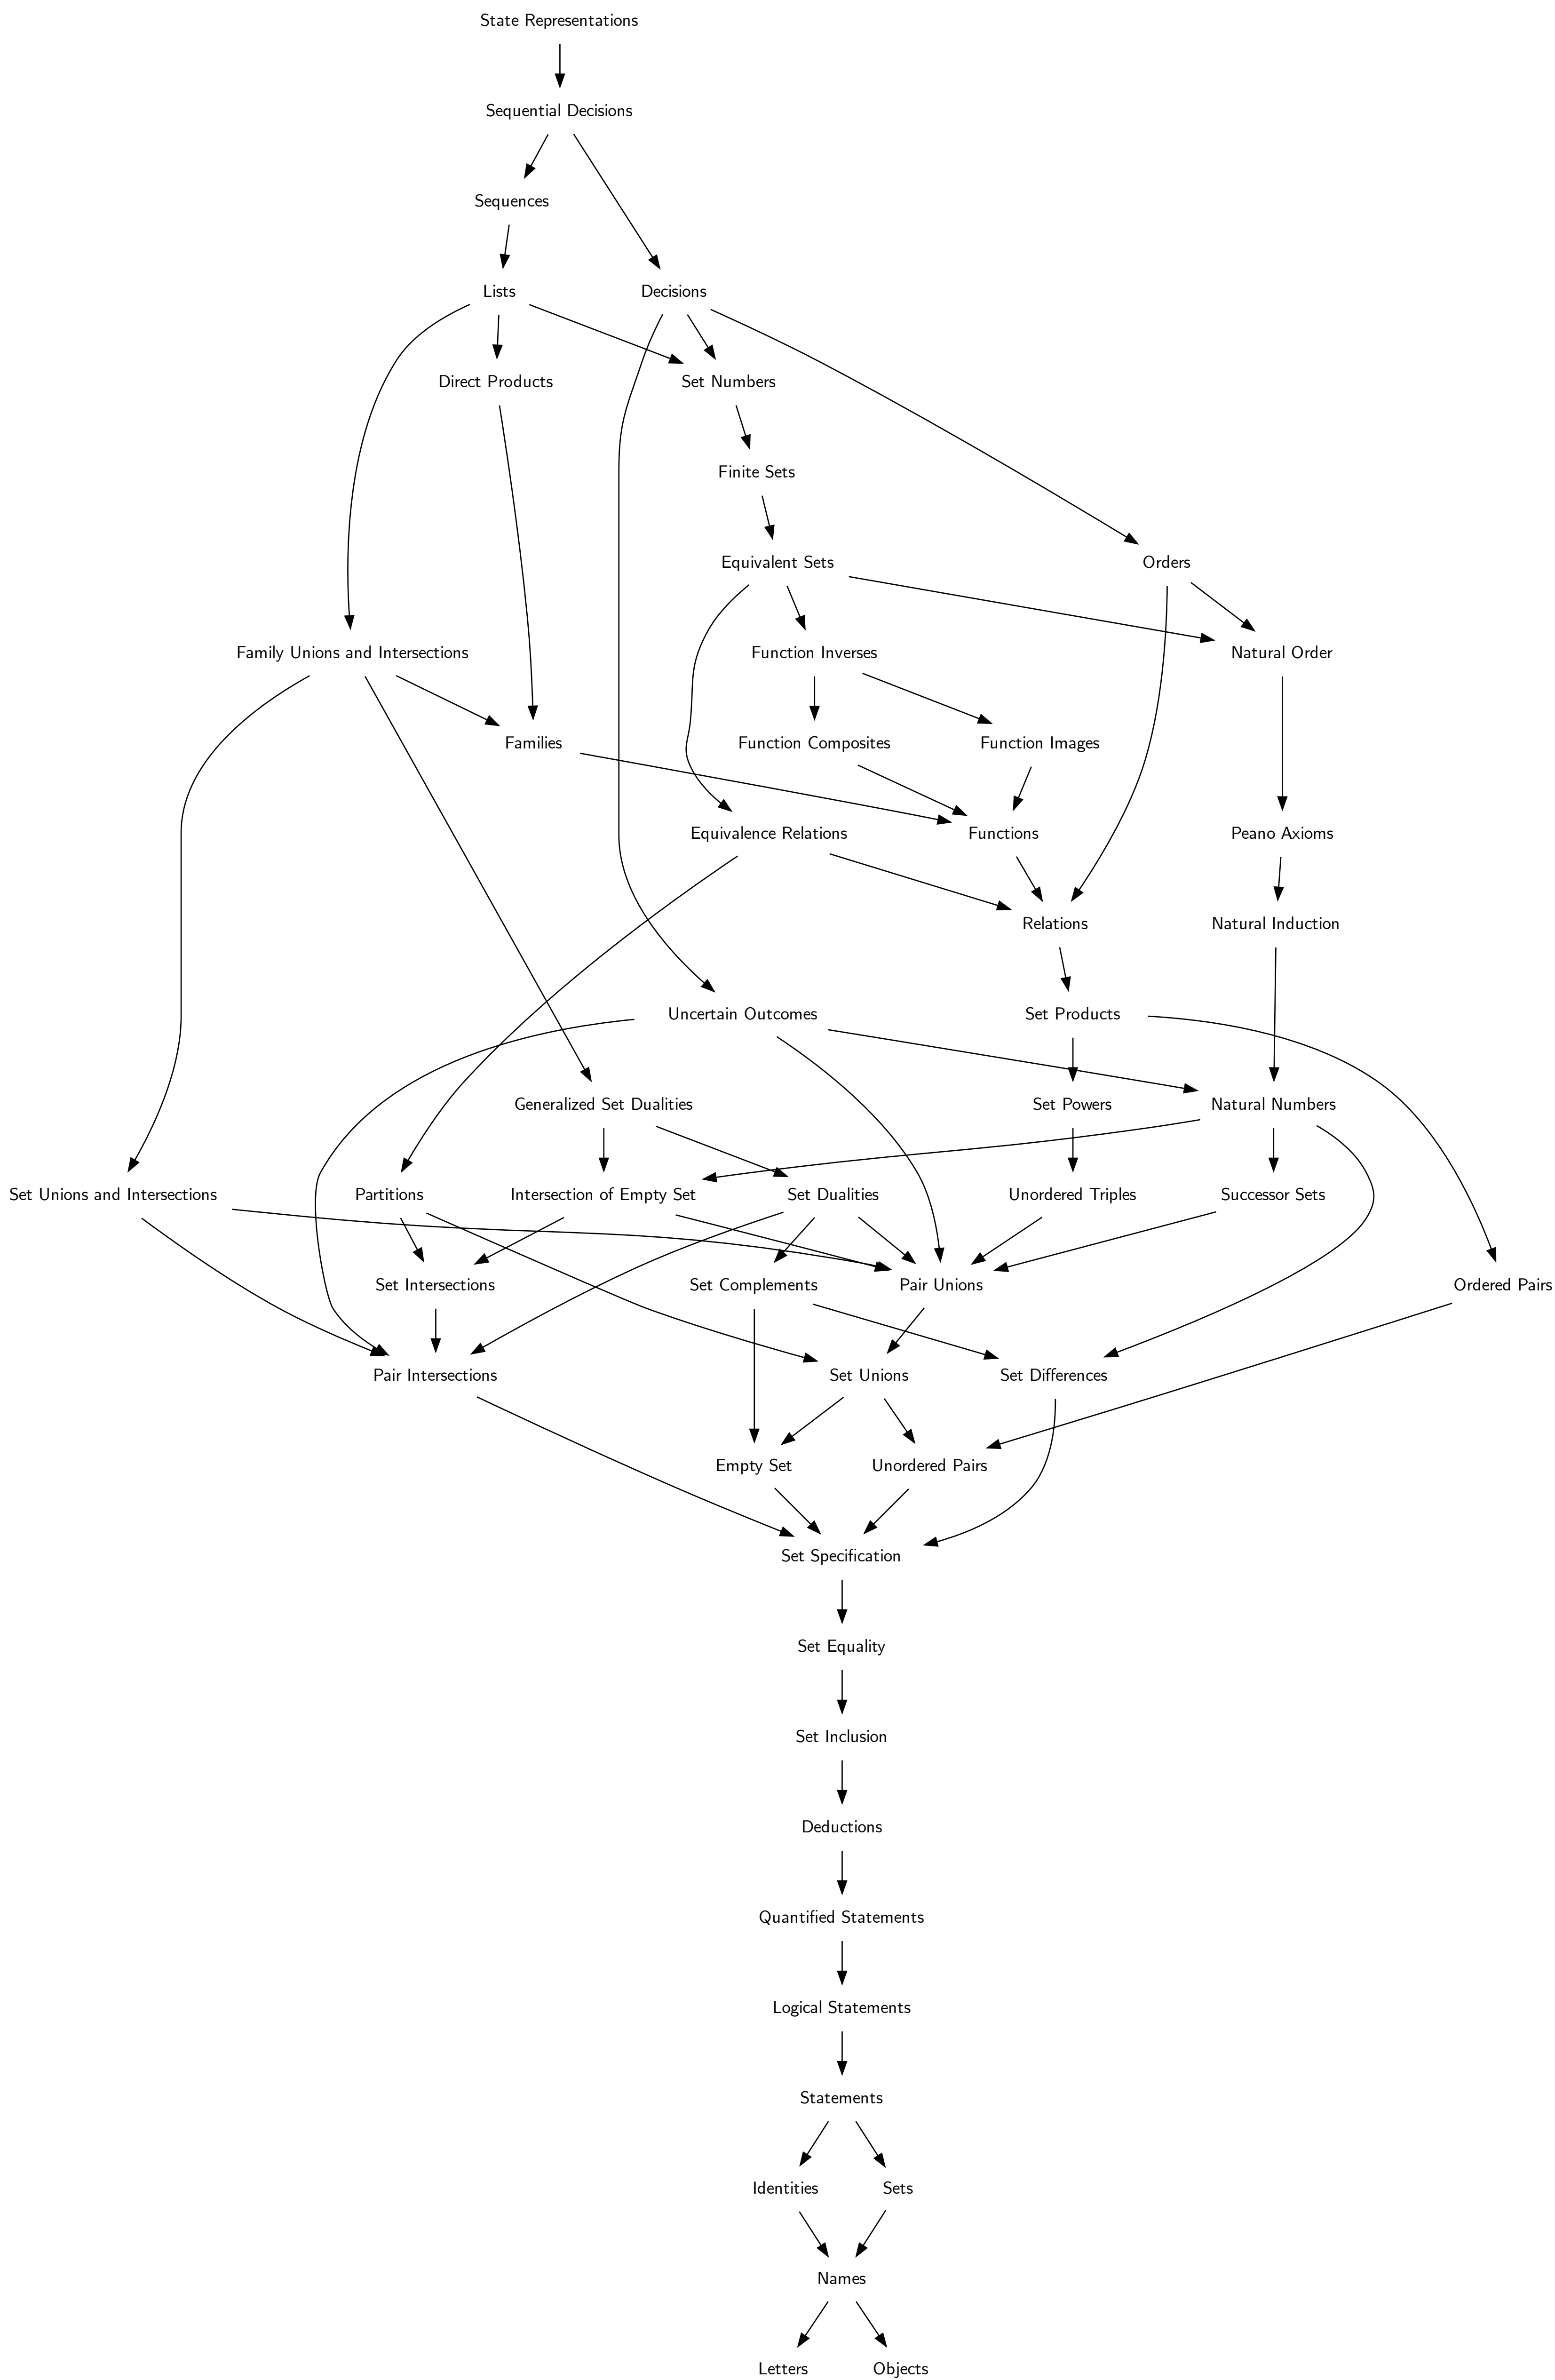 State Representations
Sequential Decisions
Sequences
Lists
Decisions
Direct Products
Set Numbers
Finite Sets
Equivalent Sets
Orders
Family Unions and Intersections
Function Inverses
Natural Order
Families
Function Composites
Function Images
Equivalence Relations
Functions
Peano Axioms
Relations
Natural Induction
Uncertain Outcomes
Set Products
Generalized Set Dualities
Set Powers
Natural Numbers
Set Unions and Intersections
Partitions
Intersection of Empty Set
Set Dualities
Unordered Triples
Successor Sets
Set Intersections
Set Complements
Pair Unions
Ordered Pairs
Pair Intersections
Set Unions
Set Differences
Empty Set
Unordered Pairs
Set Specification
Set Equality
Set Inclusion
Deductions
Quantified Statements
Logical Statements
Statements
Identities
Sets
Names
Letters
Objects